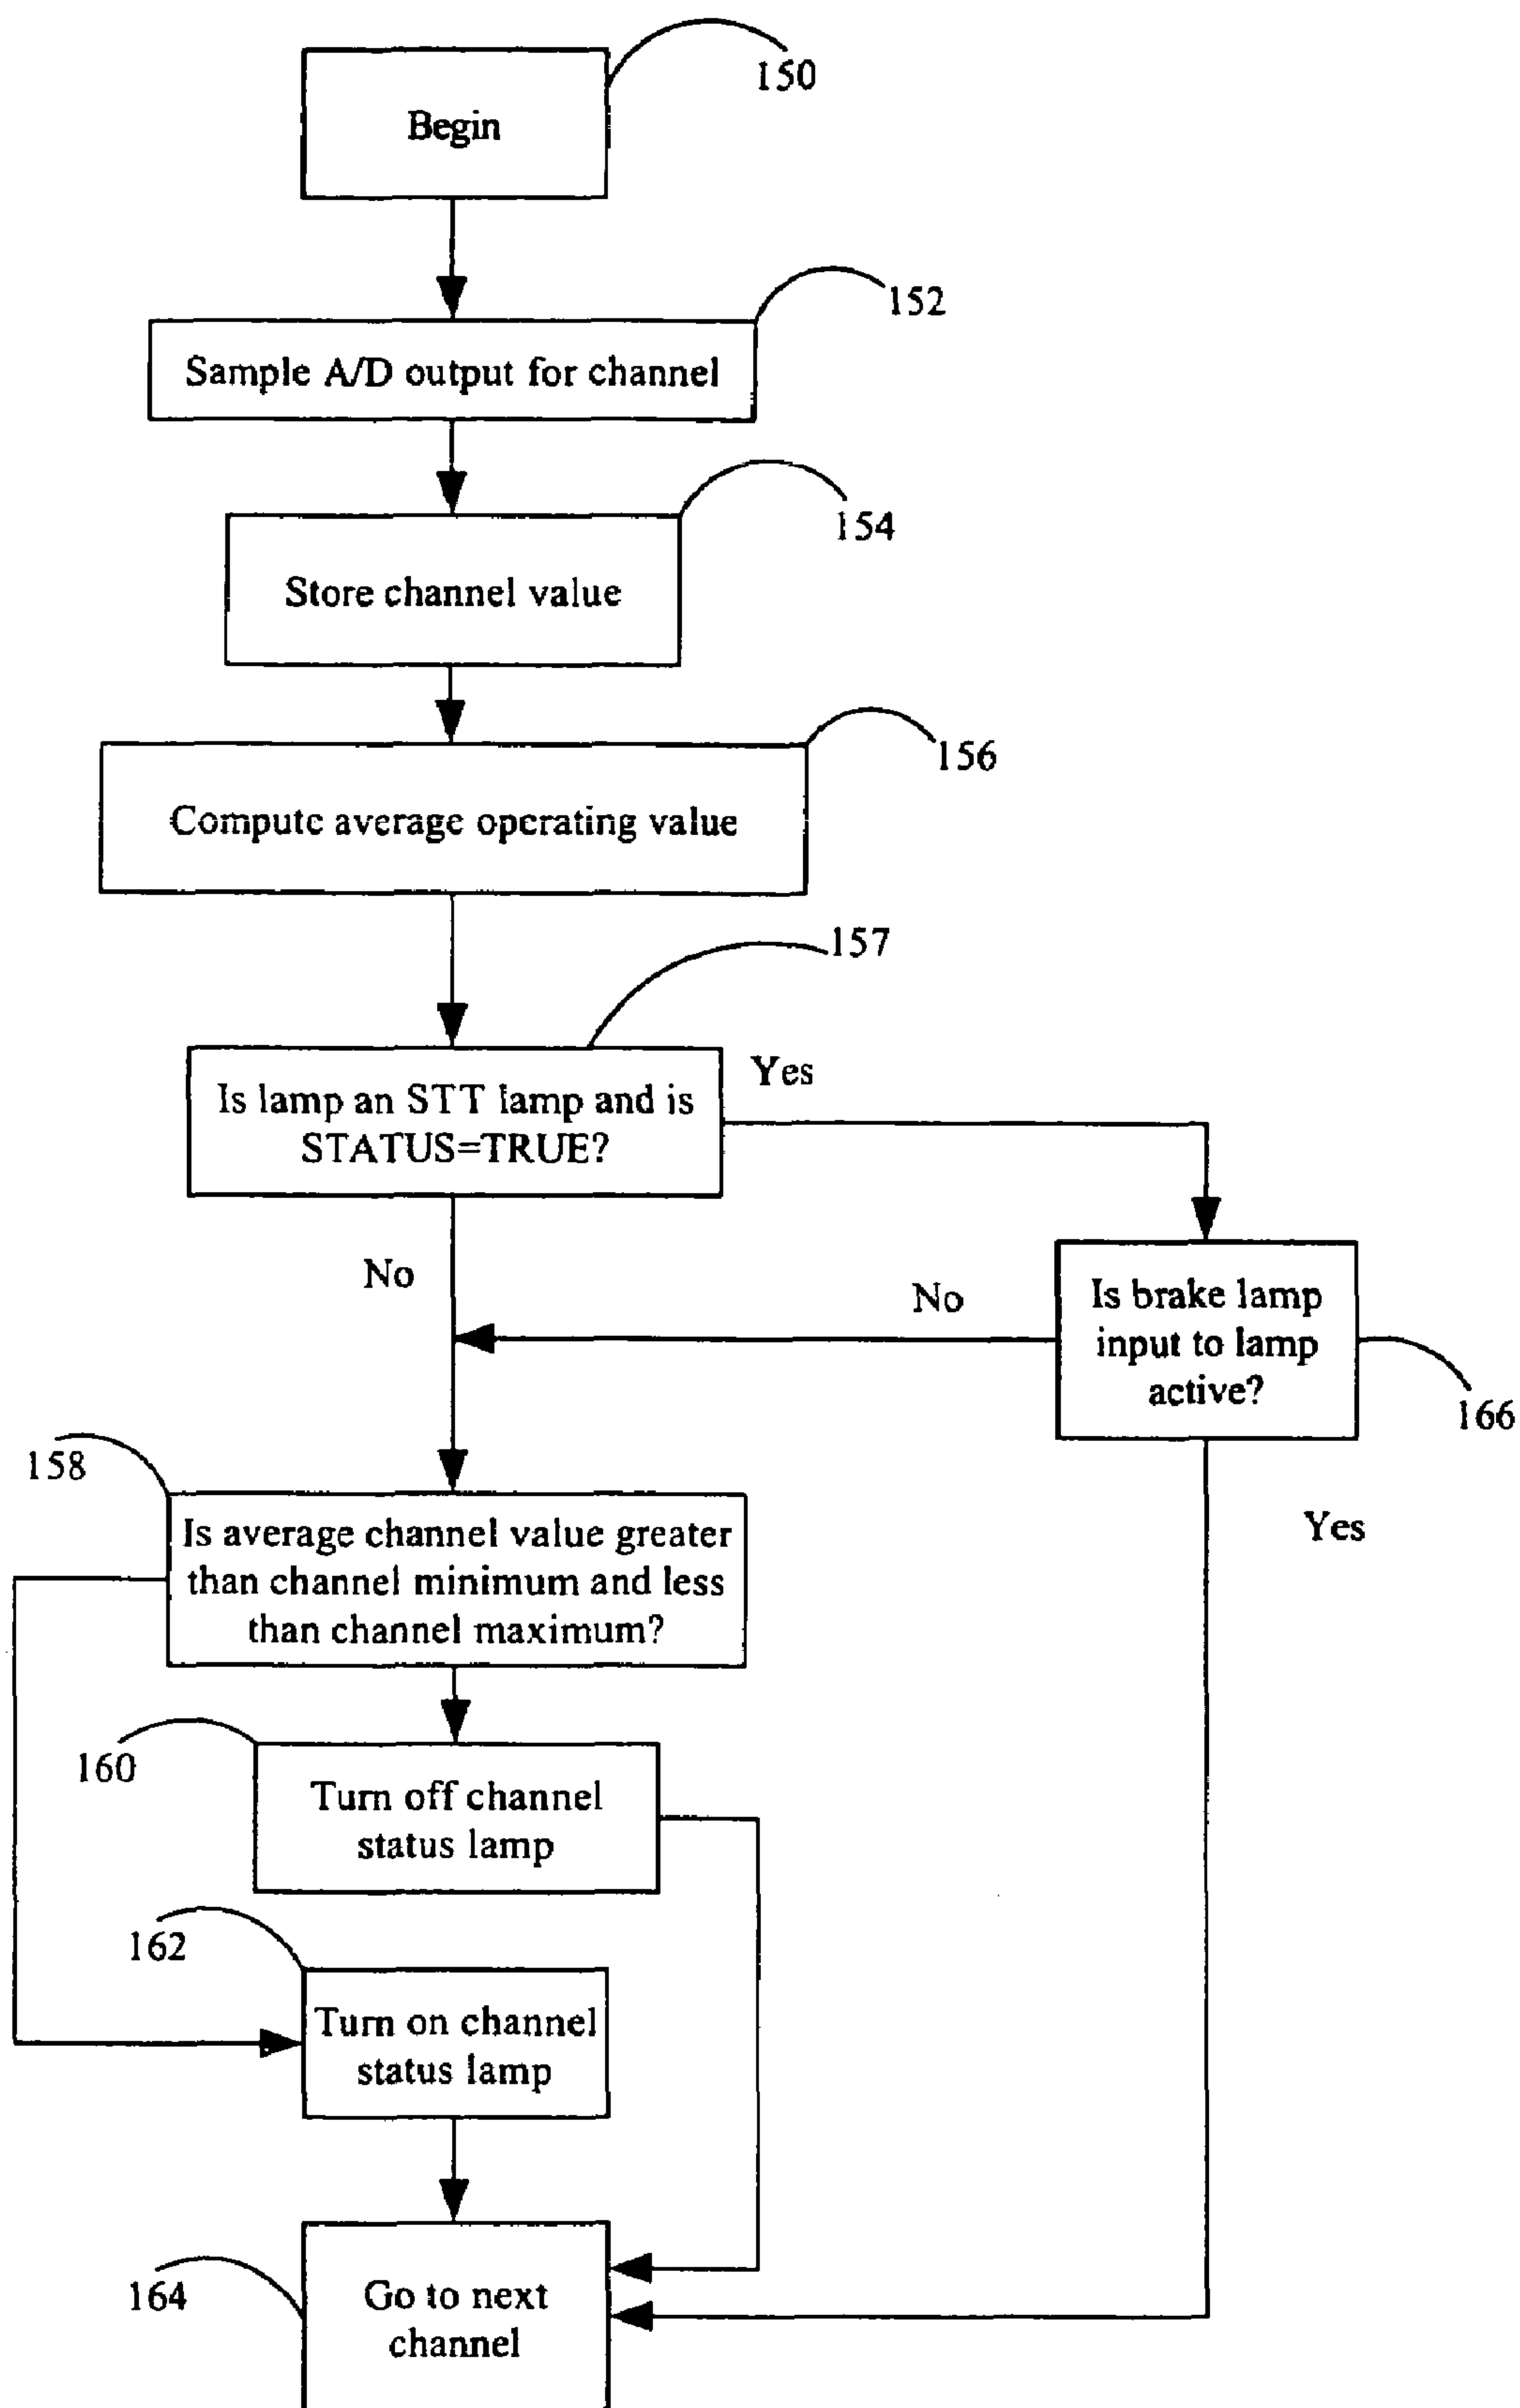 150
Begin
152
Sample A/D output for channel
154
Store channel value
156
Compute average operating value
157
Is lamp an STT lamp and is
STATUS=TRUE?
Yes
No
No
Is brake lamp
input to lamp
active?
166
158
Is average channel value greater
than channel minimum and less
than channel maximum?
Yes
160
Turn off channel
status lamp
162
Turn on channel
status lamp
164
Go to next
channel